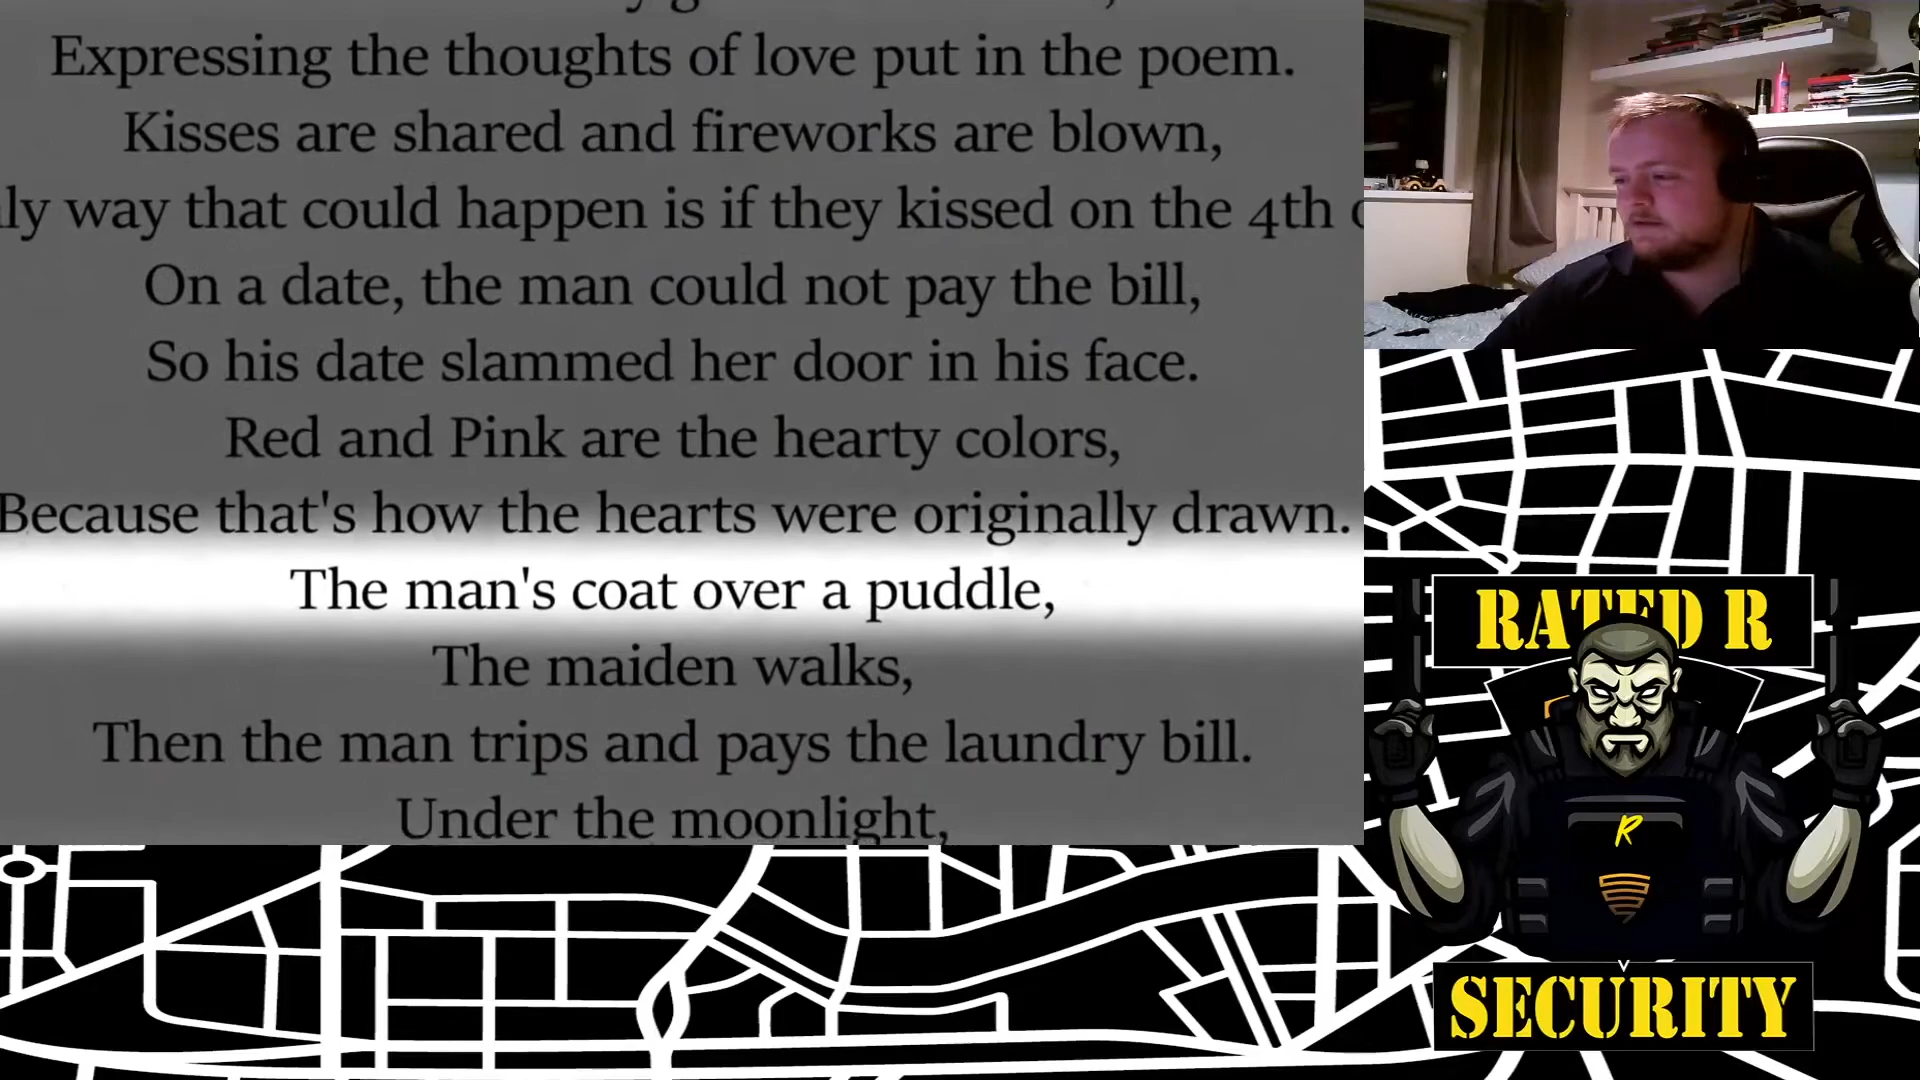 Expressing the thoughts of love put in the poem.
Kisses are shared and fireworks are blown,
way that could happen is if they kissed on the 4th
On a date, the man could not pay the bill,
So his date slammed her door in his face.
Red and Pink are the hearty colors,
Because that's how the hearts were originally drawn.
The man's coat over a puddle,
The maiden walks,
Then the man trips and pays the laundry bill.
Under the moonlight,
RATED R
R
SECURITY